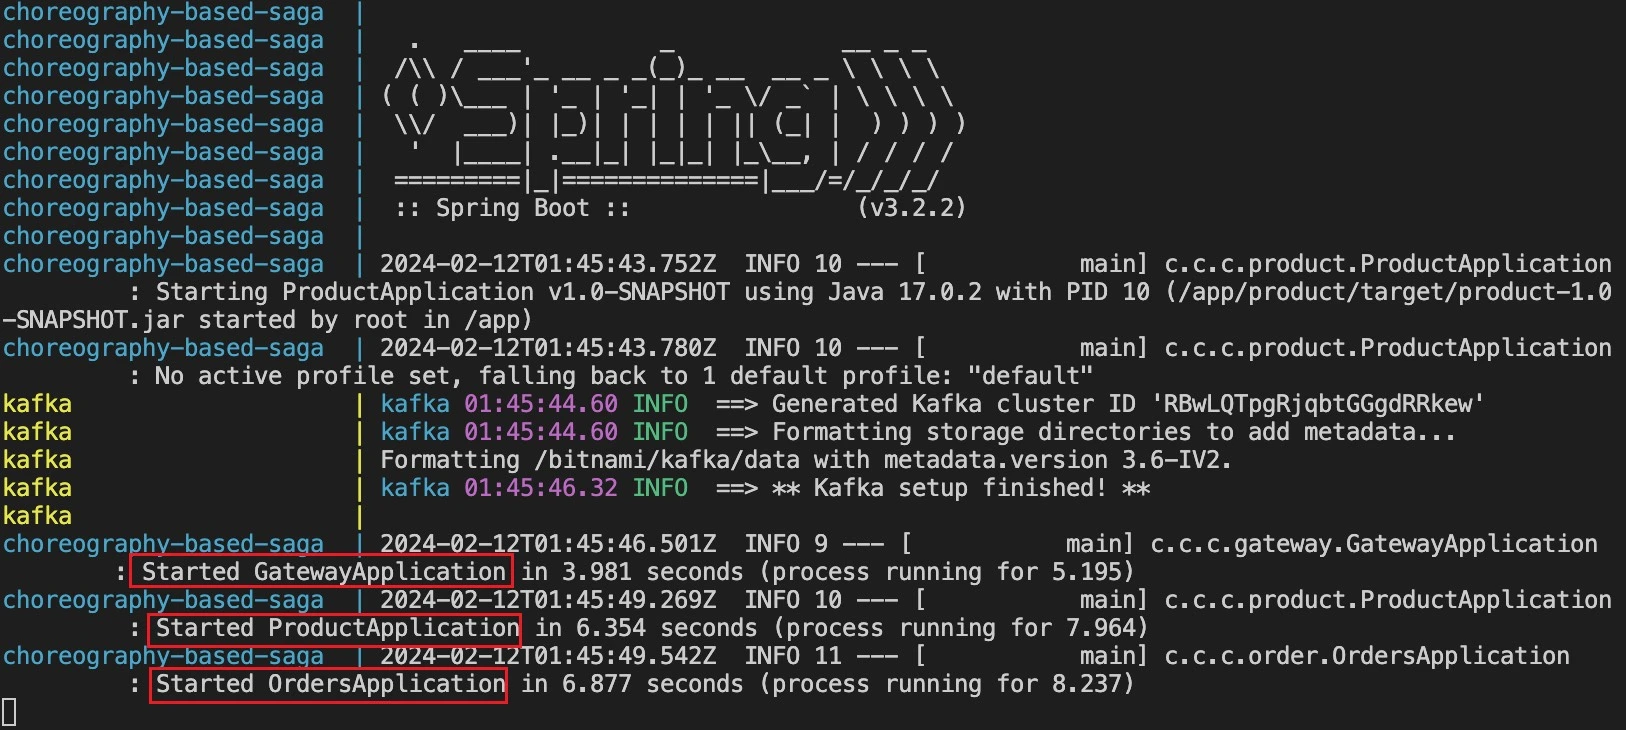 choreography-based-saga  |
choreography-based-saga  |   .   ____          _            __ _ _
choreography-based-saga  |  /\\ / ___'_ __ _ _(_)_ __  __ _ \ \ \ \
choreography-based-saga  | ( ( )\___ | '_ | '_| | '_ \/ _` | \ \ \ \
choreography-based-saga  |  \\/  ___)| |_)| | | | | || (_| |  ) ) ) )
choreography-based-saga  |   '  |____| .__|_| |_|_| |_\__, | / / / /
choreography-based-saga  |  =========|_|==============|___/=/_/_/_/
choreography-based-saga  |  :: Spring Boot ::                (v3.2.2)
choreography-based-saga  |
choreography-based-saga  | 2024-02-12T01:45:43.752Z  INFO 10 --- [           main] c.c.c.product.ProductApplication
         : Starting ProductApplication v1.0-SNAPSHOT using Java 17.0.2 with PID 10 (/app/product/target/product-1.0
-SNAPSHOT.jar started by root in /app)
choreography-based-saga  | 2024-02-12T01:45:43.780Z  INFO 10 --- [           main] c.c.c.product.ProductApplication
         : No active profile set, falling back to 1 default profile: "default"
kafka                    | kafka 01:45:44.60 INFO  ==> Generated Kafka cluster ID 'RBwLQTpgRjqbtGGgdRRkew'
kafka                    | kafka 01:45:44.60 INFO  ==> Formatting storage directories to add metadata...
kafka                    | Formatting /bitnami/kafka/data with metadata.version 3.6-IV2.
kafka                    | kafka 01:45:46.32 INFO  ==> ** Kafka setup finished! **
kafka                    |
choreography-based-saga  | 2024-02-12T01:45:46.501Z  INFO 9 --- [           main] c.c.c.gateway.GatewayApplication
        : Started GatewayApplication in 3.981 seconds (process running for 5.195)
choreography-based-saga  | 2024-02-12T01:45:49.269Z  INFO 10 --- [           main] c.c.c.product.ProductApplication
         : Started ProductApplication in 6.354 seconds (process running for 7.964)
choreography-based-saga  | 2024-02-12T01:45:49.542Z  INFO 11 --- [           main] c.c.c.order.OrdersApplication
         : Started OrdersApplication in 6.877 seconds (process running for 8.237)